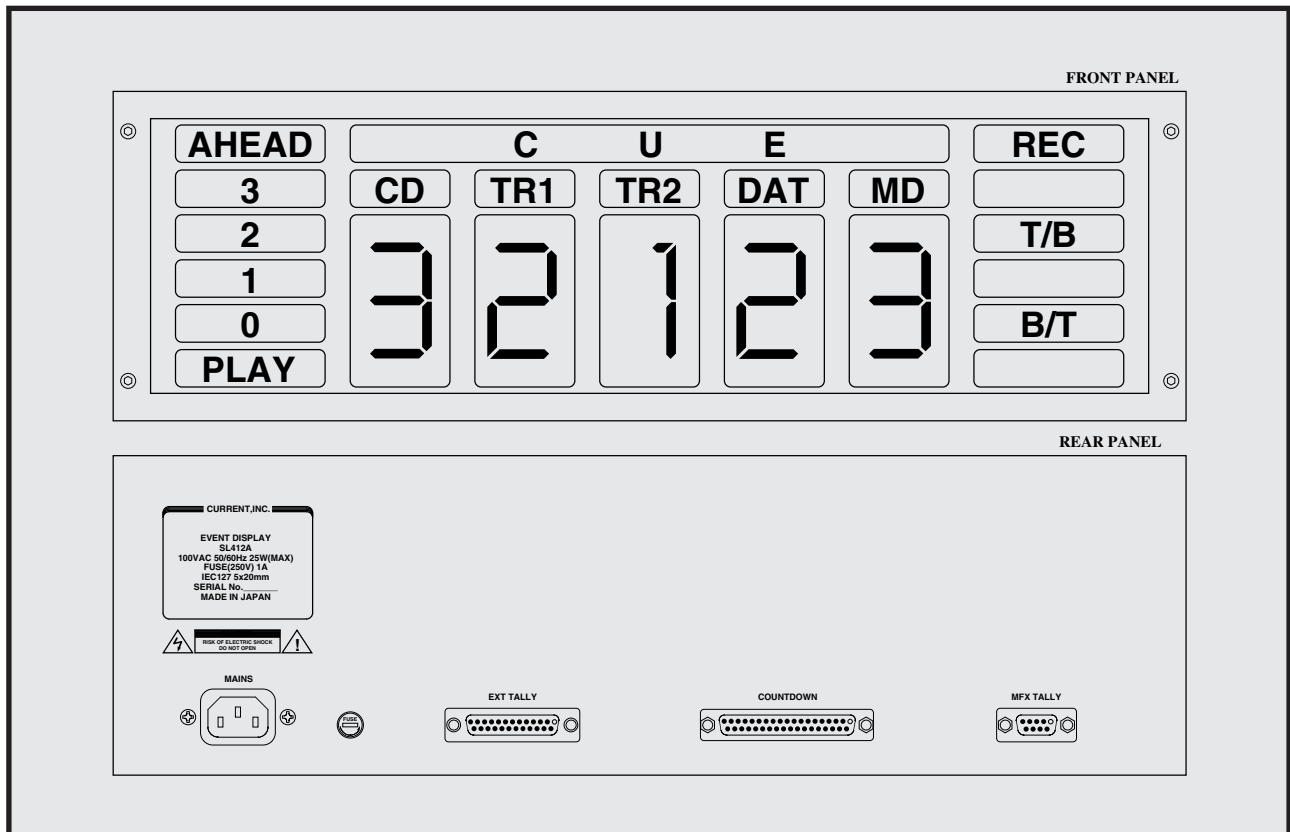 FRONT PANEL
AHEAD C U E REC
3 CD TR1 TR2 DAT MD
2 T/B
3 2 1 2 3
1
0 B/T
PLAY
REAR PANEL
CURRENT,INC.
EVENT DISPLAY
SL412A
100VAC 50/60Hz 25W(MAX)
FUSE(250V) 1A
IEC127 5x20mm
SERIAL No.______
MADE IN JAPAN
RISK OF ELECTRIC SHOCK
DO NOT OPEN
MAINS
FUSE
EXT TALLY
COUNTDOWN
MFX TALLY